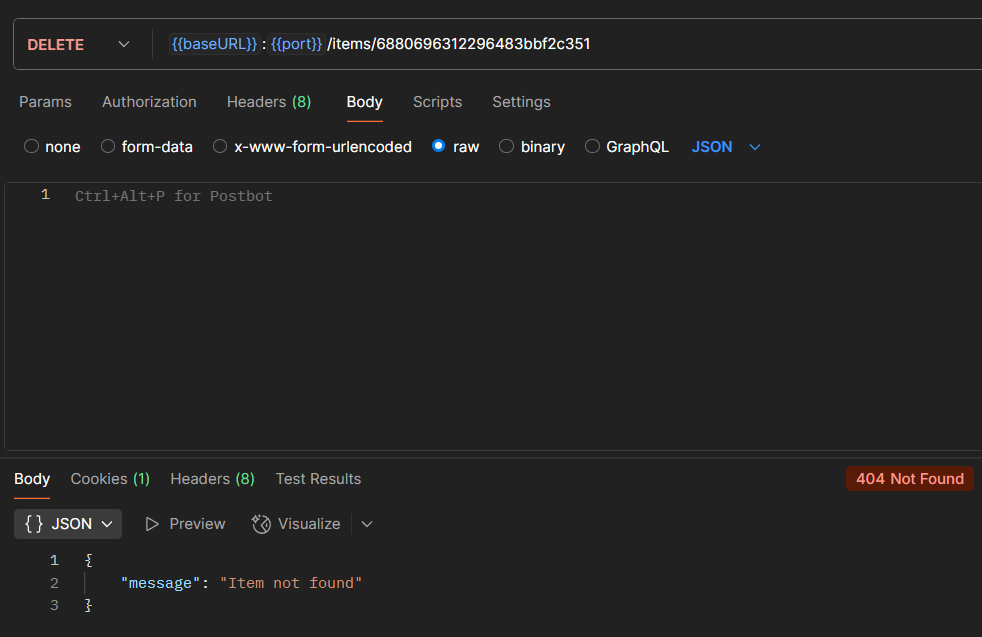 DELETE {{baseURL}}:{{port}}/items/6880696312296483bbf2c351
Params Authorization Headers (8) Body Scripts Settings
none form-data x-www-form-urlencoded raw binary GraphQL JSON
1 Ctrl+Alt+P for Postbot
Body Cookies (1) Headers (8) Test Results 404 Not Found
{} JSON Preview Visualize
1 {
2 "message": "Item not found"
3 }